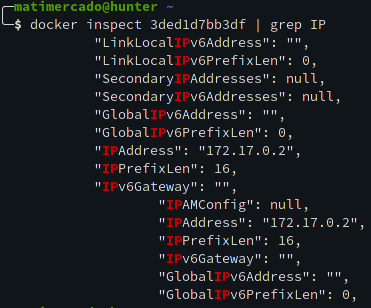 matimercado@hunter ~
$ docker inspect 3ded1d7bb3df | grep IP
"LinkLocalIPv6Address": "",
"LinkLocalIPv6PrefixLen": 0,
"SecondaryIPAddresses": null,
"SecondaryIPv6Addresses": null,
"GlobalIPv6Address": "",
"GlobalIPv6PrefixLen": 0,
"IPAddress": "172.17.0.2",
"IPPrefixLen": 16,
"IPv6Gateway": "",
"IPAMConfig": null,
"IPAddress": "172.17.0.2",
"IPPrefixLen": 16,
"IPv6Gateway": "",
"GlobalIPv6Address": "",
"GlobalIPv6PrefixLen": 0,